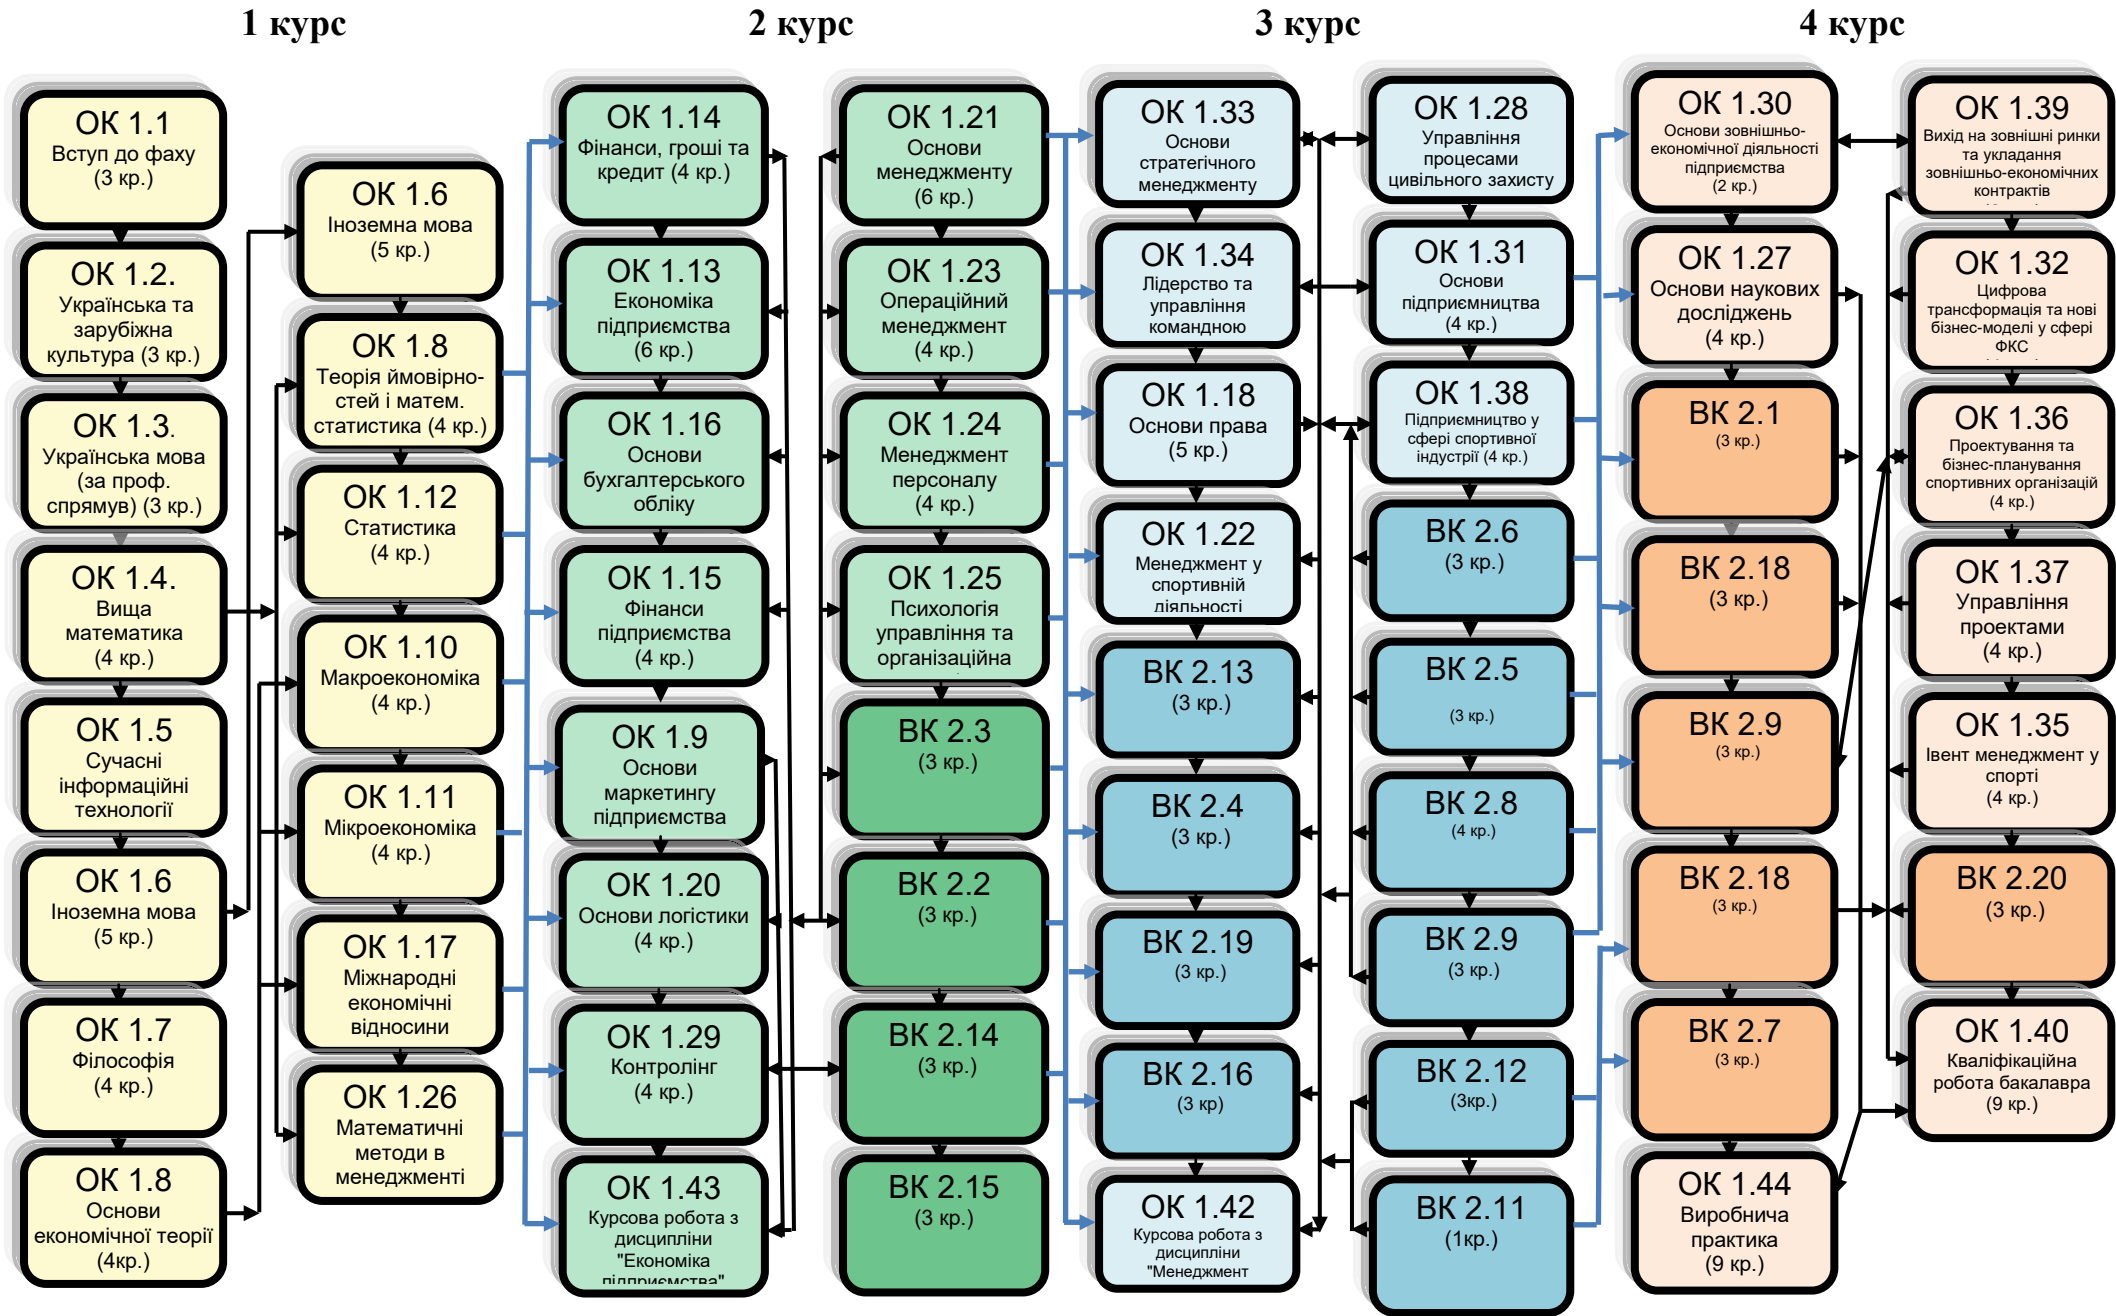 1 курс
2 курс
3 курс
4 курс
ОК 1.1
Вступ до фаху
(3 кр.)
ОК 1.2.
Українська та
зарубіжна
культура (3 кр.)
ОК 1.3.
Українська мова
(за проф.
спрямув) (3 кр.)
ОК 1.4.
Вища
математика
(4 кр.)
ОК 1.5
Сучасні
інформаційні
технології
ОК 1.6
Іноземна мова
(5 кр.)
ОК 1.7
Філософія
(4 кр.)
ОК 1.8
Основи
економічної теорії
(4кр.)
ОК 1.6
Іноземна мова
(5 кр.)
ОК 1.8
Теорія ймовірно-
стей і матем.
статистика (4 кр.)
ОК 1.12
Статистика
(4 кр.)
ОК 1.10
Макроекономіка
(4 кр.)
ОК 1.11
Мікроекономіка
(4 кр.)
ОК 1.17
Міжнародні
економічні
відносини
ОК 1.26
Математичні
методи в
менеджменті
ОК 1.14
Фінанси, гроші та
кредит (4 кр.)
ОК 1.13
Економіка
підприємства
(6 кр.)
ОК 1.16
Основи
бухгалтерського
обліку
ОК 1.15
Фінанси
підприємства
(4 кр.)
ОК 1.9
Основи
маркетингу
підприємства
ОК 1.20
Основи логістики
(4 кр.)
ОК 1.29
Контролінг
(4 кр.)
ОК 1.43
Курсова робота з
дисципліни
"Економіка
підприємства"
ОК 1.21
Основи
менеджменту
(6 кр.)
ОК 1.23
Операційний
менеджмент
(4 кр.)
ОК 1.24
Менеджмент
персоналу
(4 кр.)
ОК 1.25
Психологія
управління та
організаційна
ВК 2.3
(3 кр.)
ВК 2.2
(3 кр.)
ВК 2.14
(3 кр.)
ВК 2.15
(3 кр.)
ОК 1.33
Основи
стратегічного
менеджменту
ОК 1.34
Лідерство та
управління
командною
ОК 1.18
Основи права
(5 кр.)
ОК 1.22
Менеджмент у
спортивній
діяльності
ВК 2.13
(3 кр.)
ВК 2.4
(3 кр.)
ВК 2.19
(3 кр.)
ВК 2.16
(3 кр)
ОК 1.42
Курсова робота з
дисципліни
"Менеджмент
ОК 1.28
Управління
процесами
цивільного захисту
ОК 1.31
Основи
підприємництва
(4 кр.)
ОК 1.38
Підприємництво у
сфері спортивної
індустрії (4 кр.)
ВК 2.6
(3 кр.)
ВК 2.5
(3 кр.)
ВК 2.8
(4 кр.)
ВК 2.9
(3 кр.)
ВК 2.12
(3кр.)
ВК 2.11
(1кр.)
ОК 1.30
Основи зовнішньо-
економічної діяльності
підприємства
(2 кр.)
ОК 1.27
Основи наукових
досліджень
(4 кр.)
ВК 2.1
(3 кр.)
ВК 2.18
(3 кр.)
ВК 2.9
(3 кр.)
ВК 2.18
(3 кр.)
ВК 2.7
(3 кр.)
ОК 1.44
Виробнича
практика
(9 кр.)
ОК 1.39
Вихід на зовнішні ринки
та укладання
зовнішньо-економічних
контрактів
ОК 1.32
Цифрова
трансформація та нові
бізнес-моделі у сфері
ФКС
ОК 1.36
Проектування та
бізнес-планування
спортивних організацій
(4 кр.)
ОК 1.37
Управління
проектами
(4 кр.)
ОК 1.35
Івент менеджмент у
спорті
(4 кр.)
ВК 2.20
(3 кр.)
ОК 1.40
Кваліфікаційна
робота бакалавра
(9 кр.)